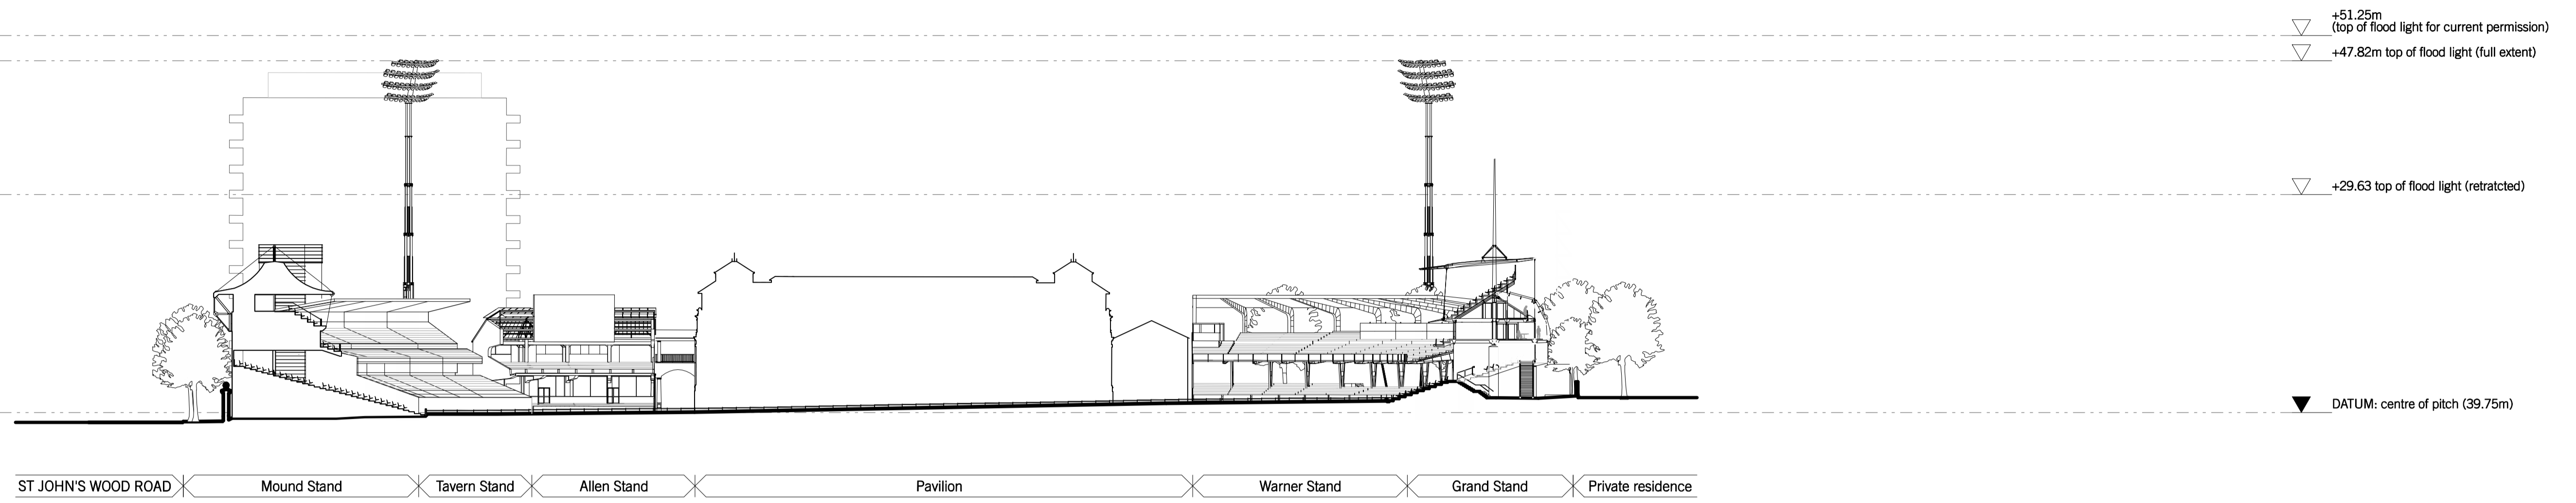 +51.25m
(top of flood light for current permission)
+47.82m top of flood light (full extent)
+29.63 top of flood light (retratcted)
DATUM: centre of pitch (39.75m)
ST JOHN'S WOOD ROAD
Mound Stand
Tavern Stand
Allen Stand
Pavilion
Warner Stand
Grand Stand
Private residence